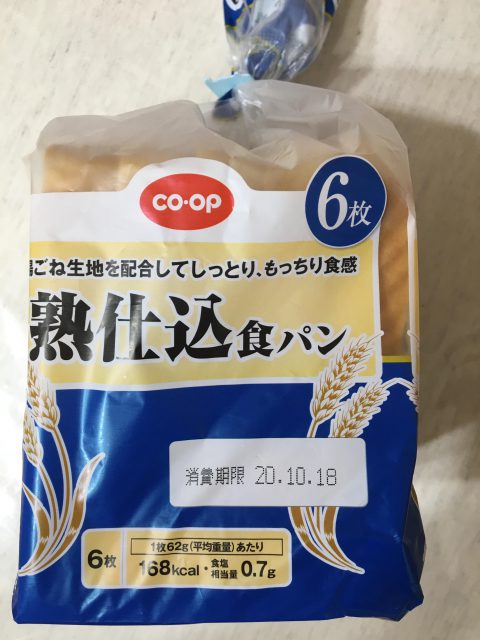 CO·OP
6枚
ごね生地を配合してしっとり、もっちり食感
熟仕込食パン
消費期限 20.10.18
6枚
1枚62g(平均重量)あたり
168kcal・食塩相当量0.7g